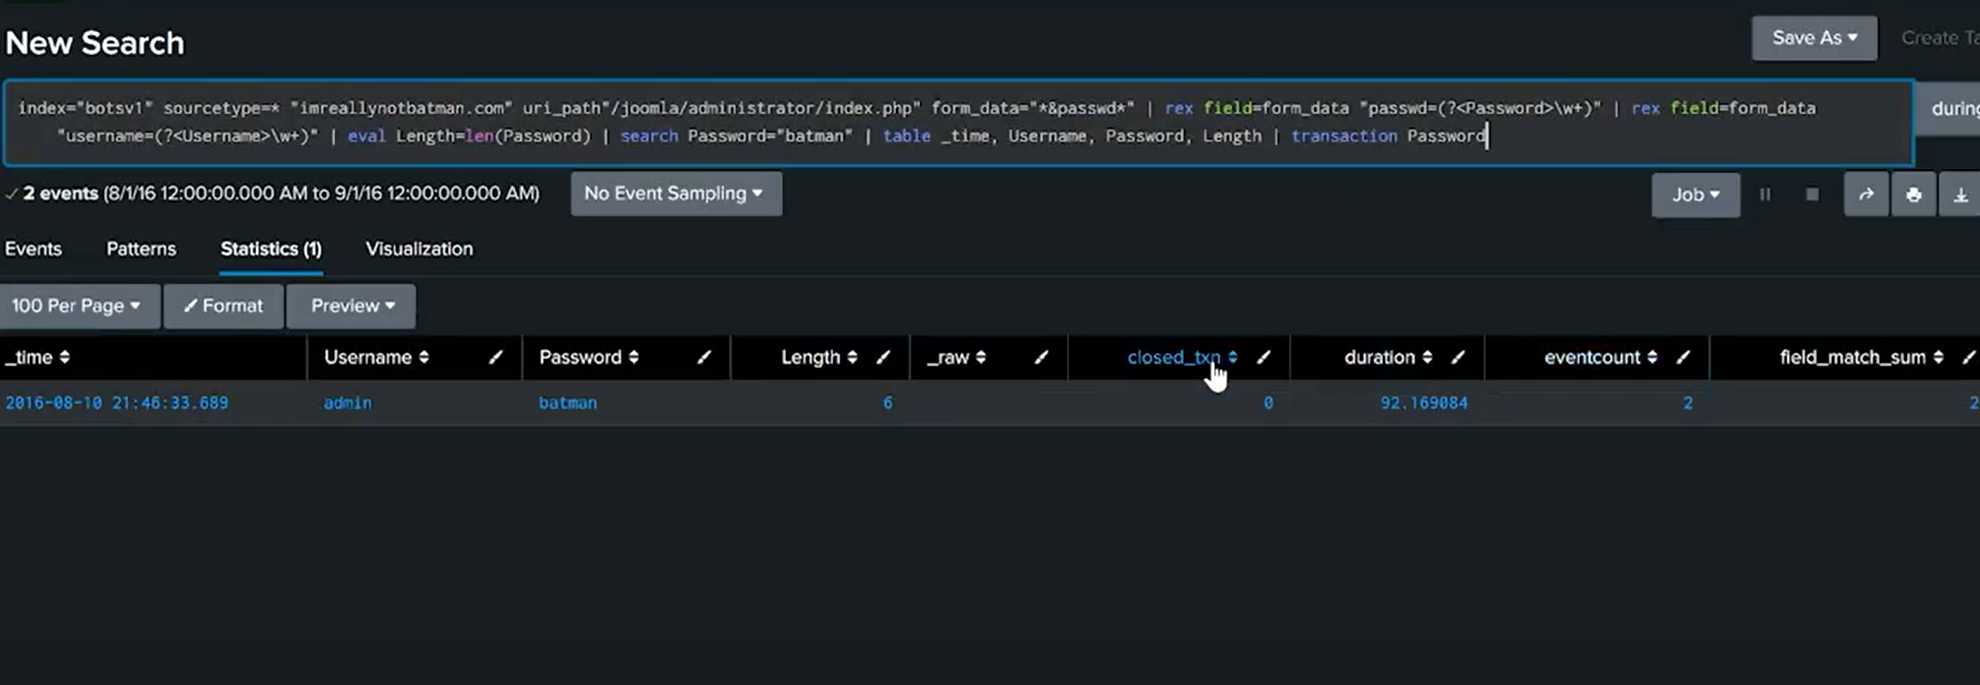 New Search
Save As
Create Ta
index="botsv1" sourcetype=* "imreallynotbatman.com" uri_path"/joomla/administrator/index.php" form_data="*&passwd*" | rex field=form_data "passwd=(?<Password>\w+)" | rex field=form_data
"username=(?<Username>\w+)" | eval Length=len(Password) | search Password="batman" | table _time, Username, Password, Length | transaction Password
during
✓ 2 events (8/1/16 12:00:00.000 AM to 9/1/16 12:00:00.000 AM)
No Event Sampling
Job
Events Patterns Statistics (1) Visualization
100 Per Page Format Preview
_time Username Password Length _raw closed_txn duration eventcount field_match_sum
2016-08-10 21:46:33.689 admin batman 6 0 92.169084 2 2